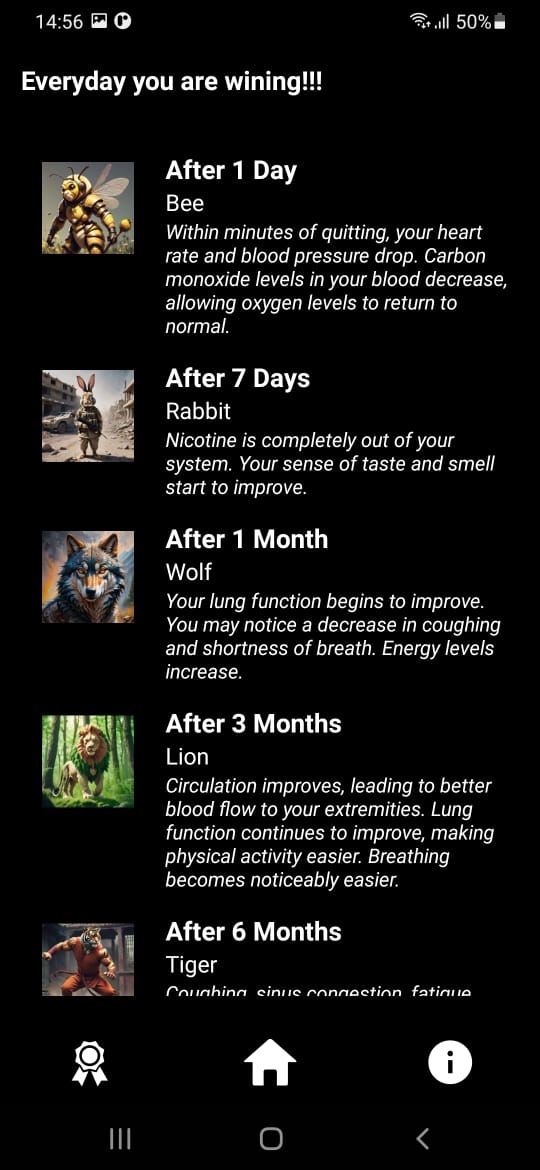 14:56
50%
Everyday you are wining!!!
After 1 Day
Bee
Within minutes of quitting, your heart
rate and blood pressure drop. Carbon
monoxide levels in your blood decrease,
allowing oxygen levels to return to
normal.
After 7 Days
Rabbit
Nicotine is completely out of your
system. Your sense of taste and smell
start to improve.
After 1 Month
Wolf
Your lung function begins to improve.
You may notice a decrease in coughing
and shortness of breath. Energy levels
increase.
After 3 Months
Lion
Circulation improves, leading to better
blood flow to your extremities. Lung
function continues to improve, making
physical activity easier. Breathing
becomes noticeably easier.
After 6 Months
Tiger
Coughing, sinus congestion, fatigue